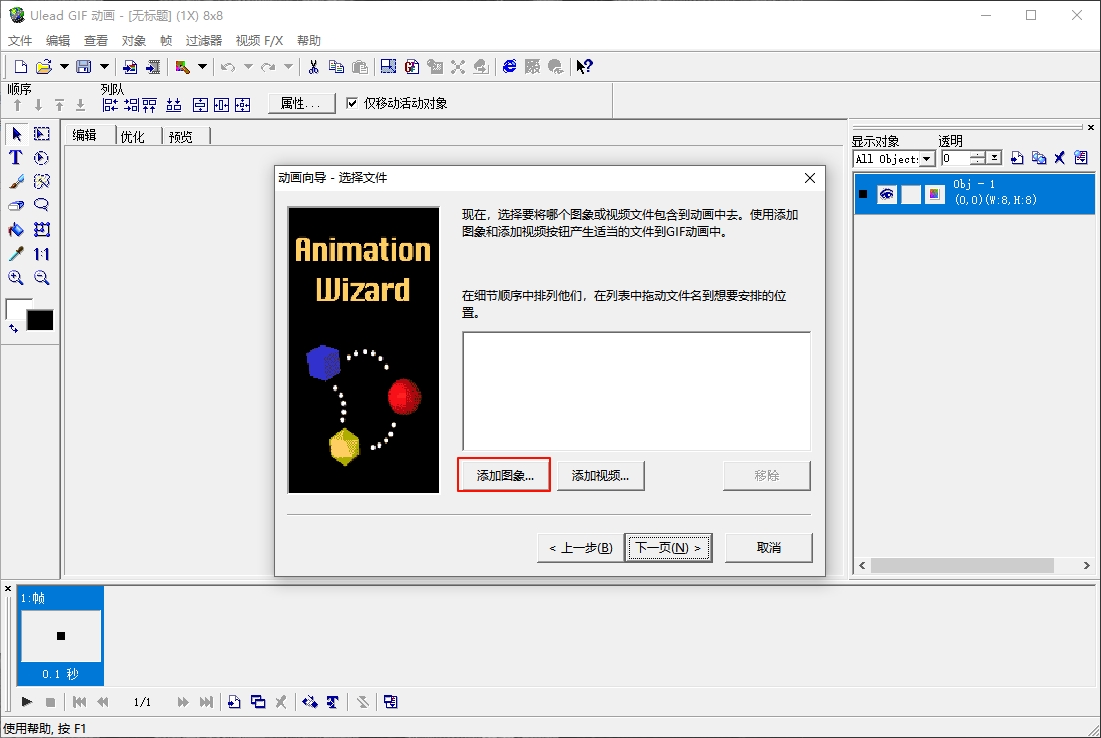 Ulead GIF 动画 - [无标题] (1X) 8x8
文件 编辑 查看 对象 帧 过滤器 视频 F/X 帮助
顺序 列队
属性... 仅移动活动对象
编辑 优化 预览
T
1:1
显示对象 透明
All Object: 0
Obj - 1
(0,0)(W:8,H:8)
动画向导 - 选择文件
Animation
Wizard
现在，选择要将哪个图象或视频文件包含到动画中去。使用添加
图象和添加视频按钮产生适当的文件到GIF动画中。
在细节顺序中排列他们，在列表中拖动文件名到想要安排的位
置。
添加图象... 添加视频... 移除
< 上一步(B) 下一页(N) > 取消
1:帧
0.1 秒
1/1
使用帮助, 按 F1